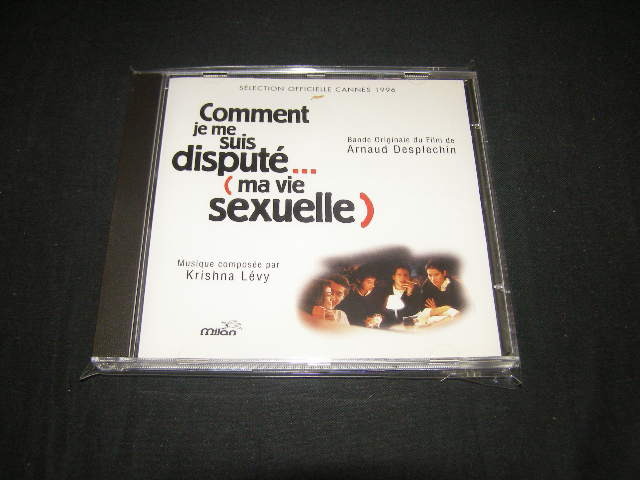 SÉLECTION OFFICIELLE CANNES 1996
Comment
je me
suis
disputé...
(ma vie
sexuelle)
Bande Originale du Film de
Arnaud Desplechin
Musique composée par
Krishna Lévy
milan